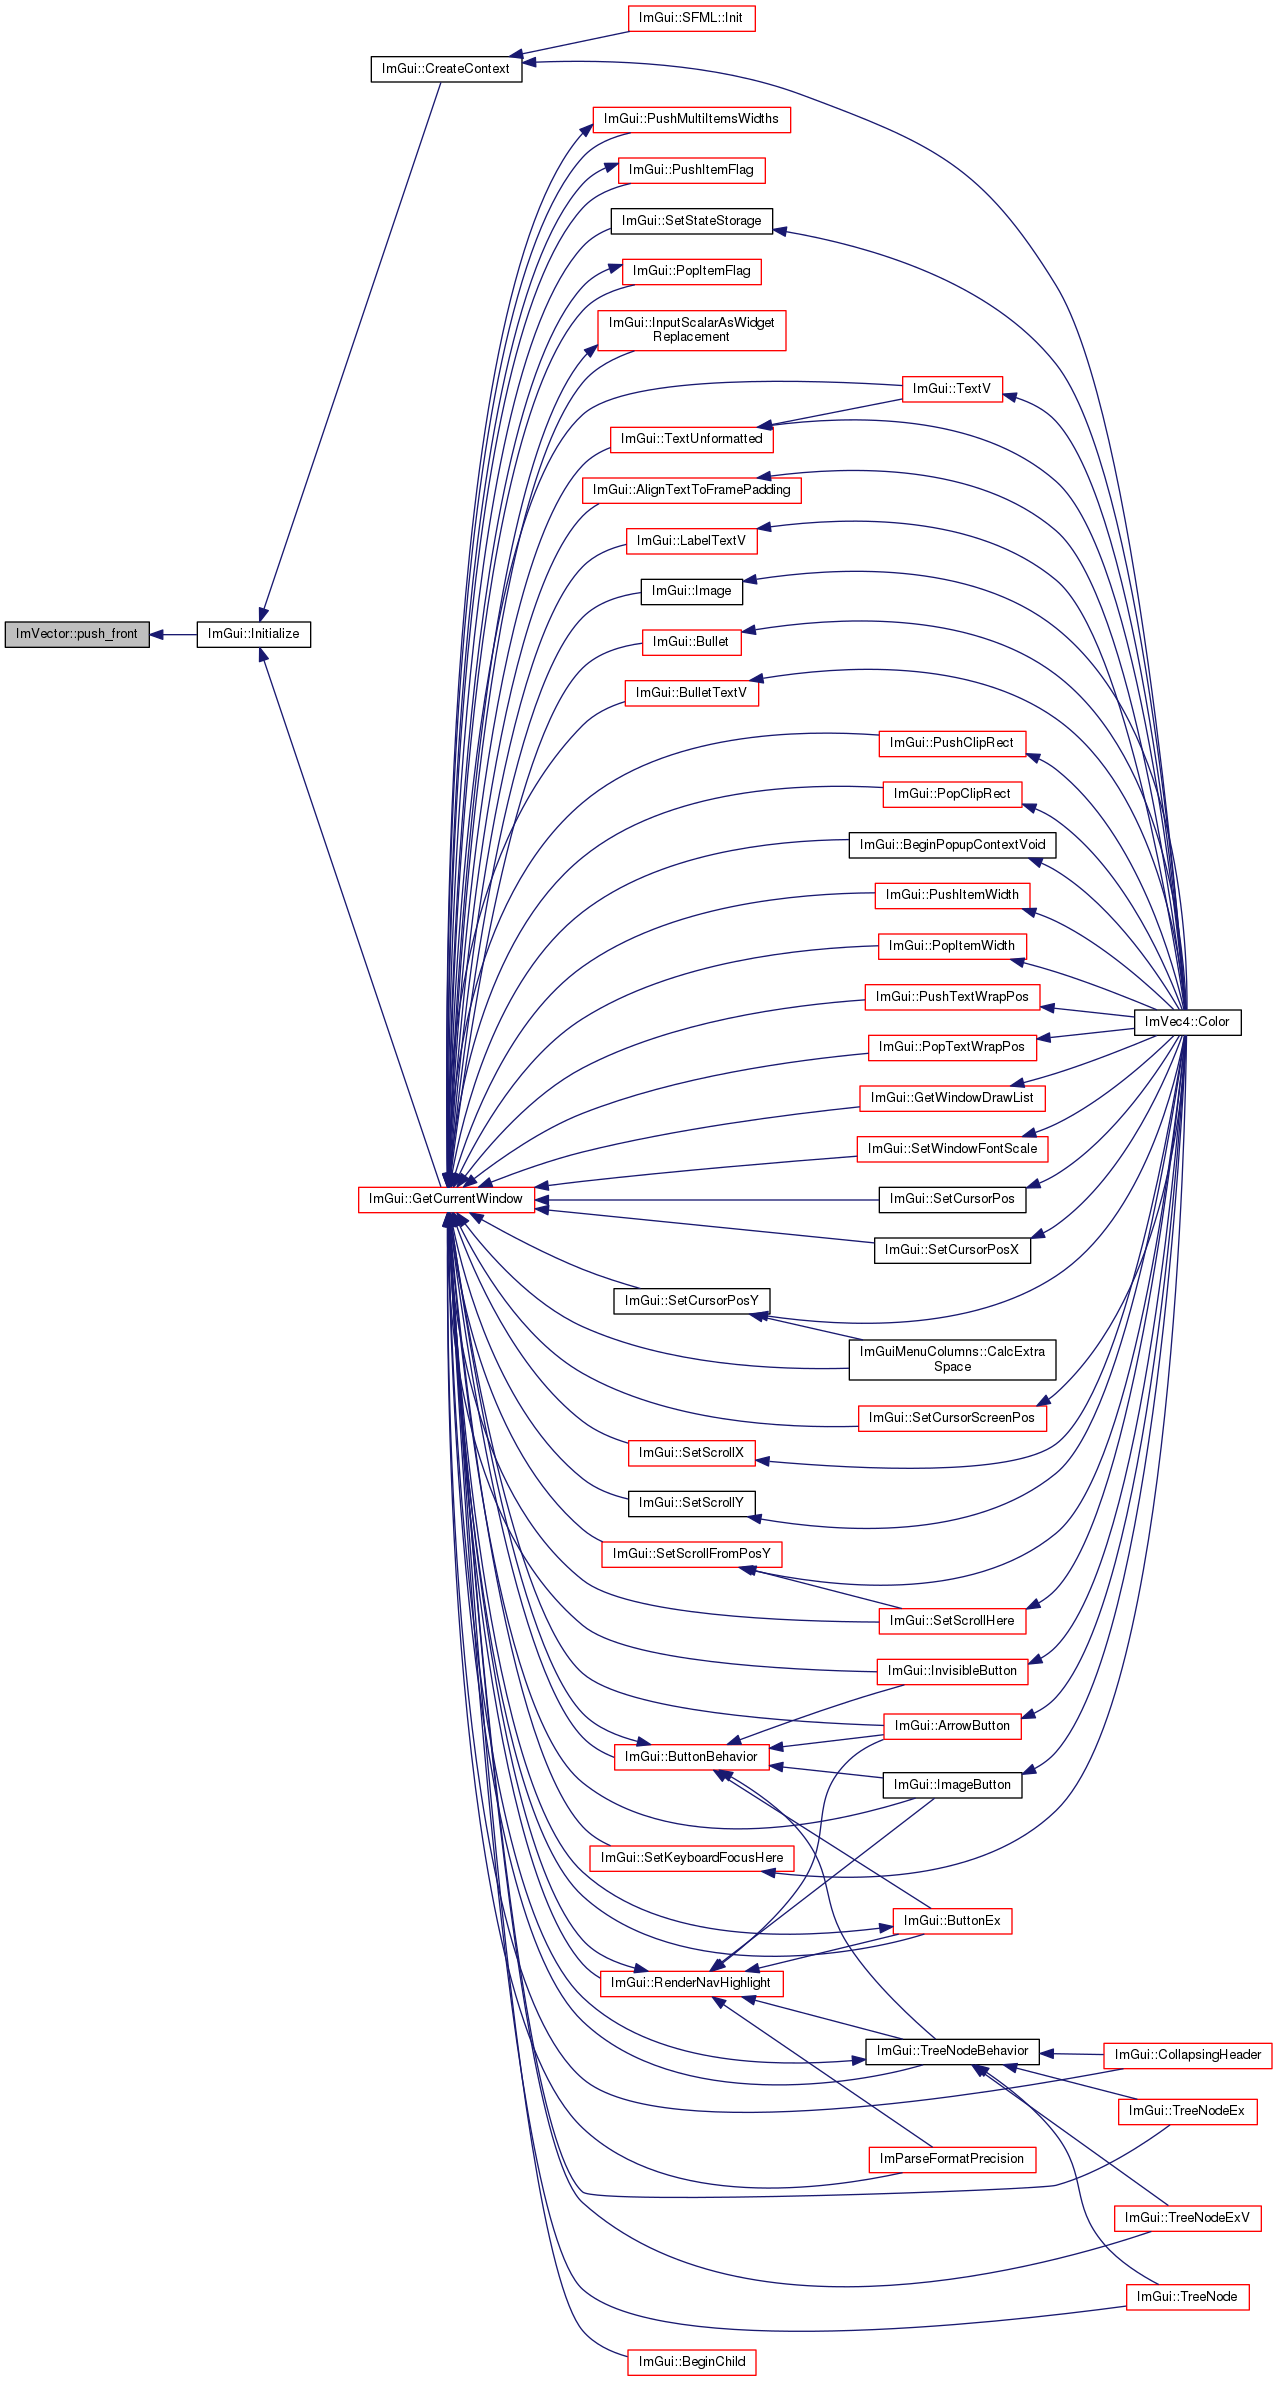 ImGui::SFML::Init
ImGui::CreateContext
ImGui::PushMultiItemsWidths
ImGui::PushItemFlag
ImGui::SetStateStorage
ImGui::PopItemFlag
ImGui::InputScalarAsWidget
Replacement
ImGui::TextV
ImGui::TextUnformatted
ImGui::AlignTextToFramePadding
ImGui::LabelTextV
ImGui::Image
ImVector::push_front
ImGui::Initialize
ImGui::Bullet
ImGui::BulletTextV
ImGui::PushClipRect
ImGui::PopClipRect
ImGui::BeginPopupContextVoid
ImGui::PushItemWidth
ImGui::PopItemWidth
ImGui::PushTextWrapPos
ImVec4::Color
ImGui::PopTextWrapPos
ImGui::GetWindowDrawList
ImGui::SetWindowFontScale
ImGui::GetCurrentWindow
ImGui::SetCursorPos
ImGui::SetCursorPosX
ImGui::SetCursorPosY
ImGuiMenuColumns::CalcExtra
Space
ImGui::SetCursorScreenPos
ImGui::SetScrollX
ImGui::SetScrollY
ImGui::SetScrollFromPosY
ImGui::SetScrollHere
ImGui::InvisibleButton
ImGui::ArrowButton
ImGui::ButtonBehavior
ImGui::ImageButton
ImGui::SetKeyboardFocusHere
ImGui::ButtonEx
ImGui::RenderNavHighlight
ImGui::TreeNodeBehavior
ImGui::CollapsingHeader
ImGui::TreeNodeEx
ImParseFormatPrecision
ImGui::TreeNodeExV
ImGui::TreeNode
ImGui::BeginChild